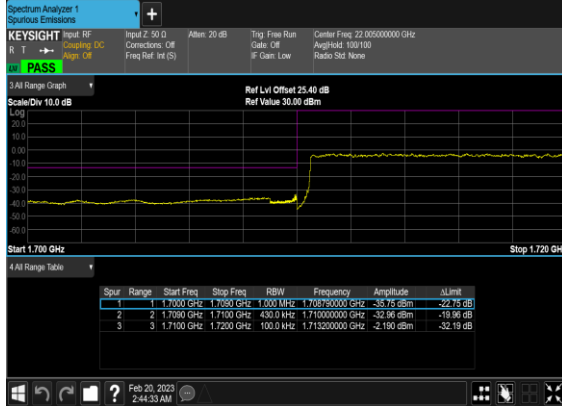 Spectrum Analyzer 1
Spurious Emissions
+
KEYSIGHT Input: RF Input Z: 50 Ω Atten: 20 dB Trig: Free Run Center Freq: 22.005000000 GHz
R T Coupling: DC Corrections: Off Gate: Off Avg|Hold: 100/100
Align: Off Freq Ref: Int (S) IF Gain: Low Radio Std: None
PASS
3 All Range Graph
Ref Lvl Offset 25.40 dB
Scale/Div 10.0 dB Ref Value 30.00 dBm
Log
20.0
10.0
0.00
-10.0
-20.0
-30.0
-40.0
-50.0
-60.0
Start 1.700 GHz Stop 1.720 GH
4 All Range Table
Spur Range Start Freq Stop Freq RBW Frequency Amplitude ΔLimit
1 1 1.7000 GHz 1.7090 GHz 1.000 MHz 1.708790000 GHz -35.75 dBm -22.75 dB
2 2 1.7090 GHz 1.7100 GHz 430.0 kHz 1.710000000 GHz -32.96 dBm -19.96 dB
3 3 1.7100 GHz 1.7200 GHz 100.0 kHz 1.713200000 GHz -2.190 dBm -32.19 dB
? Feb 20, 2023
2:44:33 AM